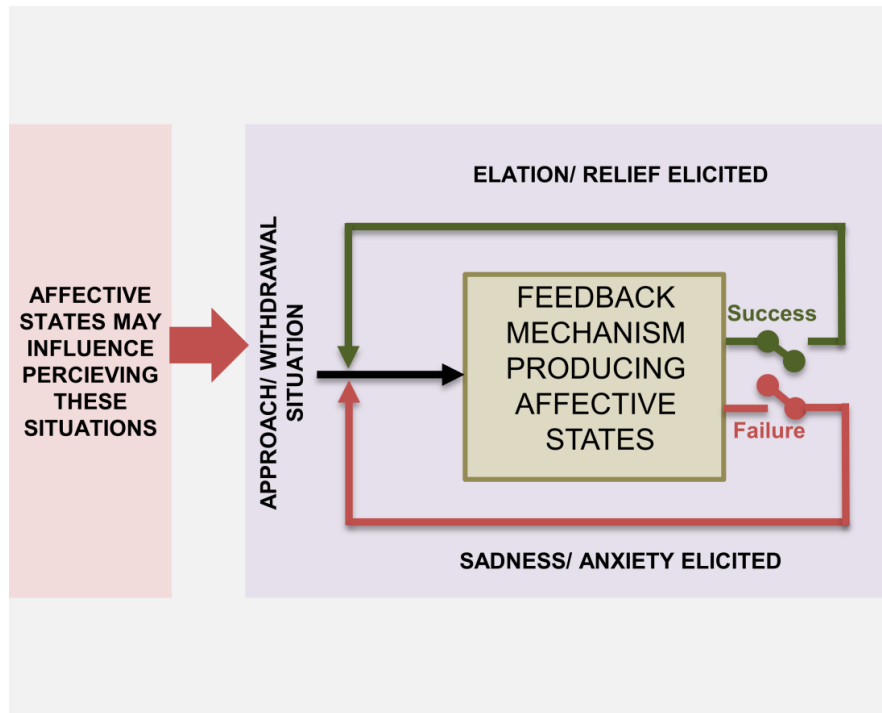 AFFECTIVE
STATES MAY
INFLUENCE
PERCIEVING
THESE
SITUATIONS
APPROACH/ WITHDRAWAL
SITUATION
ELATION/ RELIEF ELICITED
FEEDBACK
MECHANISM
PRODUCING
AFFECTIVE
STATES
Success
Failure
SADNESS/ ANXIETY ELICITED